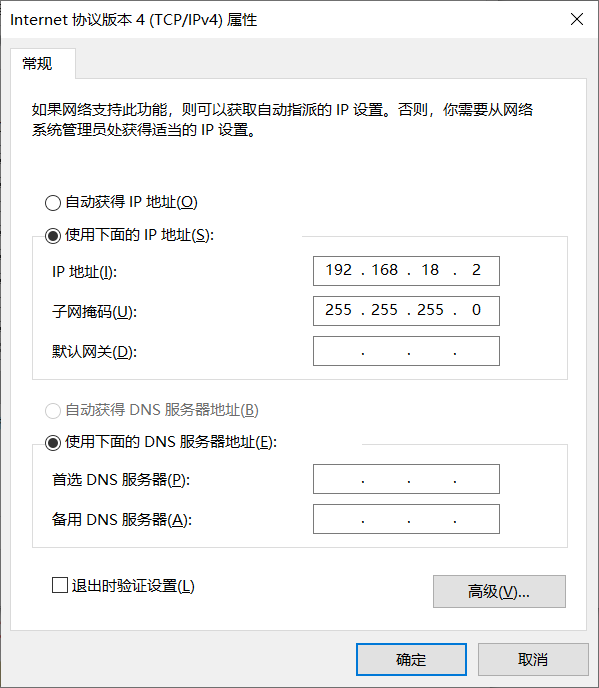 Internet 协议版本 4 (TCP/IPv4) 属性
常规
如果网络支持此功能，则可以获取自动指派的 IP 设置。否则，你需要从网络
系统管理员处获得适当的 IP 设置。
自动获得 IP 地址(O)
使用下面的 IP 地址(S):
IP 地址(I):
192 . 168 . 18 . 2
子网掩码(U):
255 . 255 . 255 . 0
默认网关(D):
. . .
自动获得 DNS 服务器地址(B)
使用下面的 DNS 服务器地址(E):
首选 DNS 服务器(P):
. . .
备用 DNS 服务器(A):
. . .
退出时验证设置(L)
高级(V)...
确定
取消